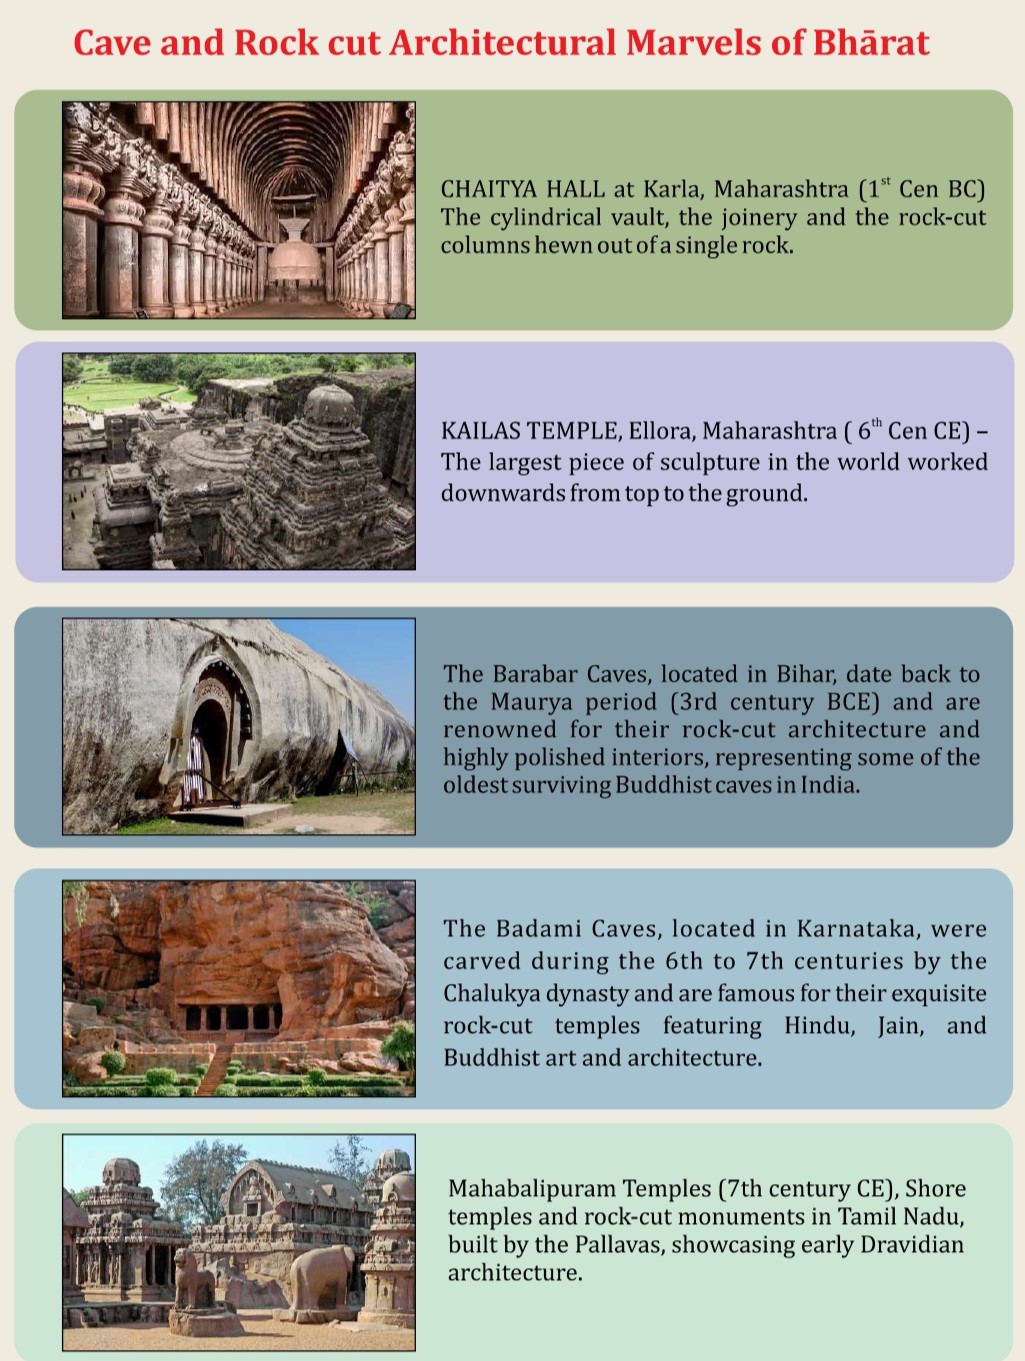 Cave and Rock cut Architectural Marvels of Bhārat
CHAITYA HALL at Karla, Maharashtra (1st Cen BC)
The cylindrical vault, the joinery and the rock-cut
columns hewn out of a single rock.
KAILAS TEMPLE, Ellora, Maharashtra ( 6th Cen CE) –
The largest piece of sculpture in the world worked
downwards from top to the ground.
The Barabar Caves, located in Bihar, date back to
the Maurya period (3rd century BCE) and are
renowned for their rock-cut architecture and
highly polished interiors, representing some of the
oldest surviving Buddhist caves in India.
The Badami Caves, located in Karnataka, were
carved during the 6th to 7th centuries by the
Chalukya dynasty and are famous for their exquisite
rock-cut temples featuring Hindu, Jain, and
Buddhist art and architecture.
Mahabalipuram Temples (7th century CE), Shore
temples and rock-cut monuments in Tamil Nadu,
built by the Pallavas, showcasing early Dravidian
architecture.